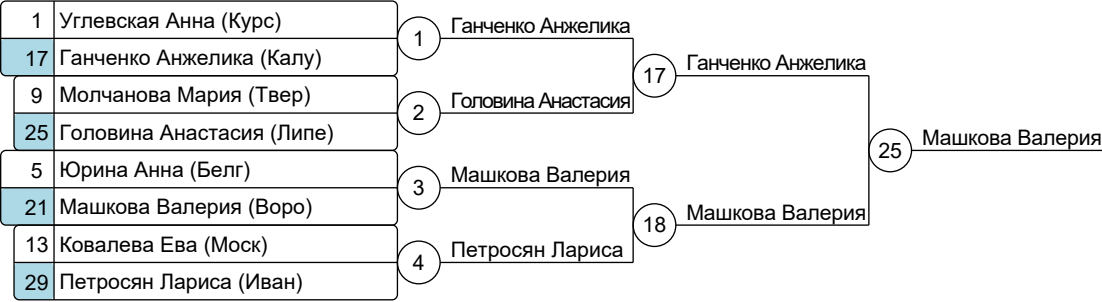 1 Углевская Анна (Курс)
17 Ганченко Анжелика (Калу)
9 Молчанова Мария (Твер)
25 Головина Анастасия (Липе)
5 Юрина Анна (Белг)
21 Машкова Валерия (Воро)
13 Ковалева Ева (Моск)
29 Петросян Лариса (Иван)
1 Ганченко Анжелика
2 Головина Анастасия
3 Машкова Валерия
4 Петросян Лариса
17 Ганченко Анжелика
18 Машкова Валерия
25 Машкова Валерия